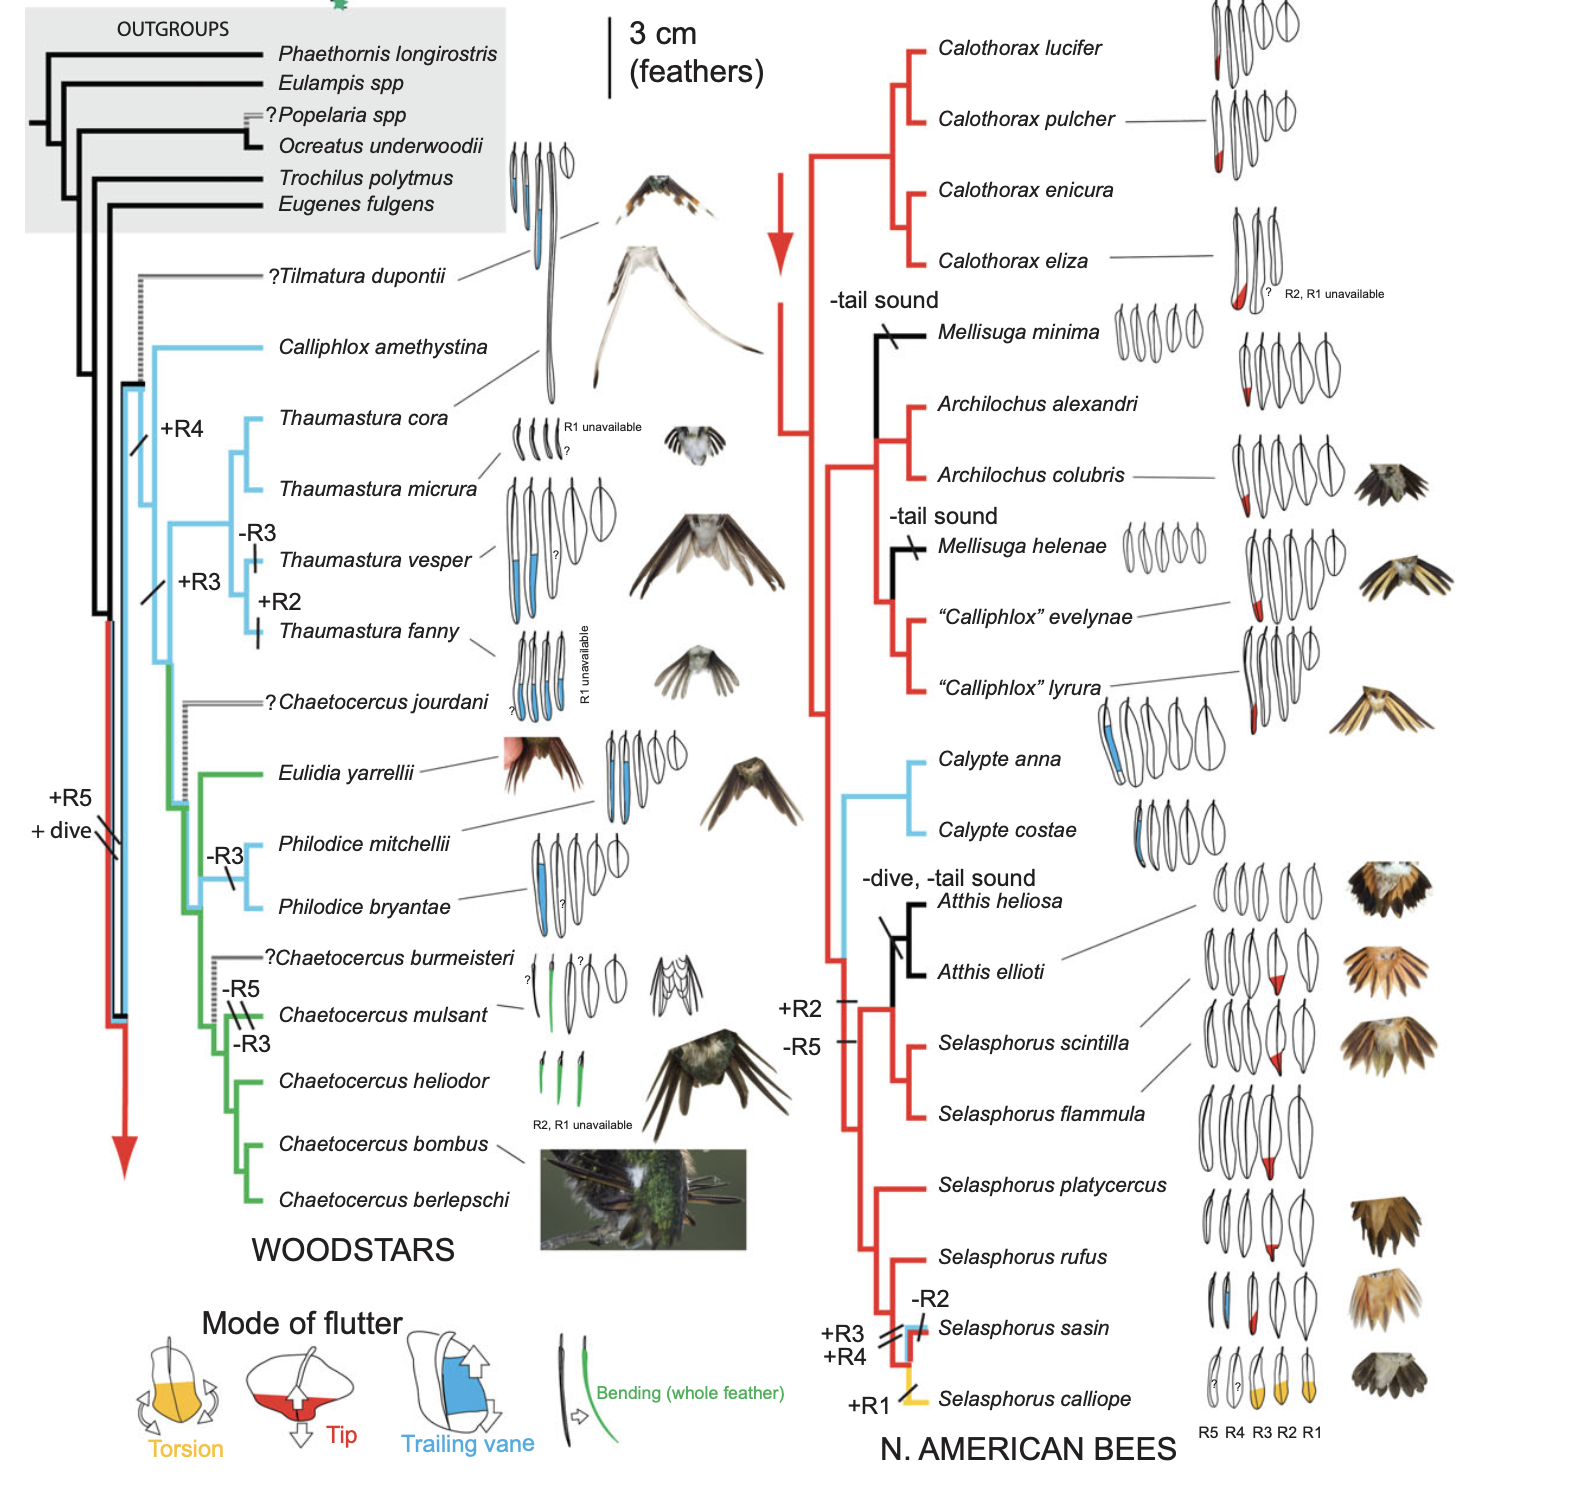 OUTGROUPS
Phaethornis longirostris
Eulampis spp
?Popelaria spp
Ocreatus underwoodii
Trochilus polytmus
Eugenes fulgens
?Tilmatura dupontii
Calliphlox amethystina
+R4
Thaumastura cora
R1 unavailable
?
Thaumastura micrura
-R3
Thaumastura vesper
?
+R3
+R2
Thaumastura fanny
?
R1 unavailable
?Chaetocercus jourdani
Eulidia yarrellii
+R5
+ dive
Philodice mitchellii
-R3
Philodice bryantae
?
?Chaetocercus burmeisteri
?
?
-R5
Chaetocercus mulsant
-R3
Chaetocercus heliodor
R2, R1 unavailable
Chaetocercus bombus
Chaetocercus berlepschi
WOODSTARS
3 cm
(feathers)
Calothorax lucifer
Calothorax pulcher
Calothorax enicura
Calothorax eliza
? R2, R1 unavailable
-tail sound
Mellisuga minima
Archilochus alexandri
Archilochus colubris
-tail sound
Mellisuga helenae
“Calliphlox” evelynae
“Calliphlox” lyrura
Calypte anna
Calypte costae
-dive, -tail sound
Atthis heliosa
Atthis ellioti
+R2
-R5
Selasphorus scintilla
Selasphorus flammula
Selasphorus platycercus
Selasphorus rufus
-R2
+R3
+R4
Selasphorus sasin
+R1
Selasphorus calliope
? ?
R5 R4 R3 R2 R1
N. AMERICAN BEES
Mode of flutter
Torsion
Tip
Trailing vane
Bending (whole feather)